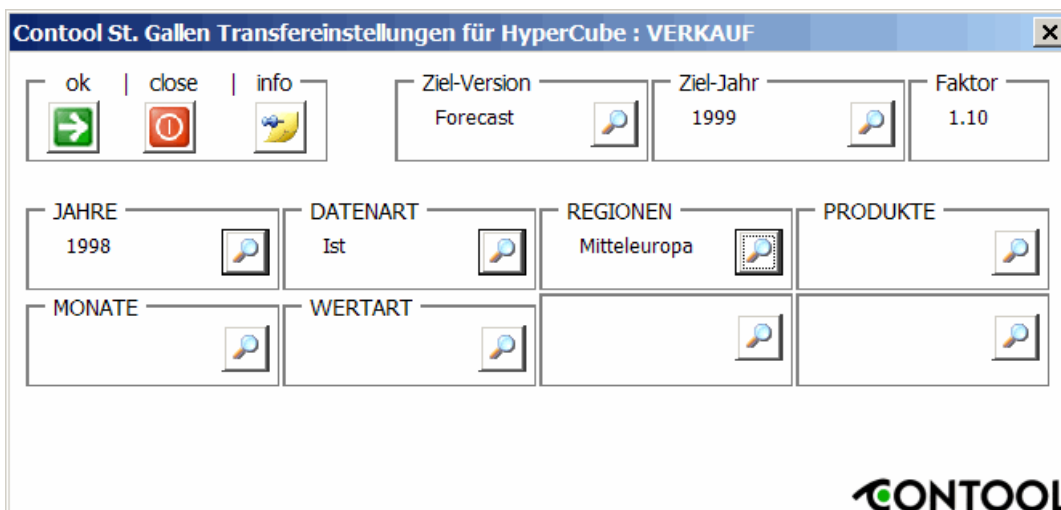 Contool St. Gallen Transfereinstellungen für HyperCube : VERKAUF
ok | close | info
Ziel-Version
Forecast
Ziel-Jahr
1999
Faktor
1.10
JAHRE
1998
DATENART
Ist
REGIONEN
Mitteleuropa
PRODUKTE
MONATE
WERTART
CONTOOL